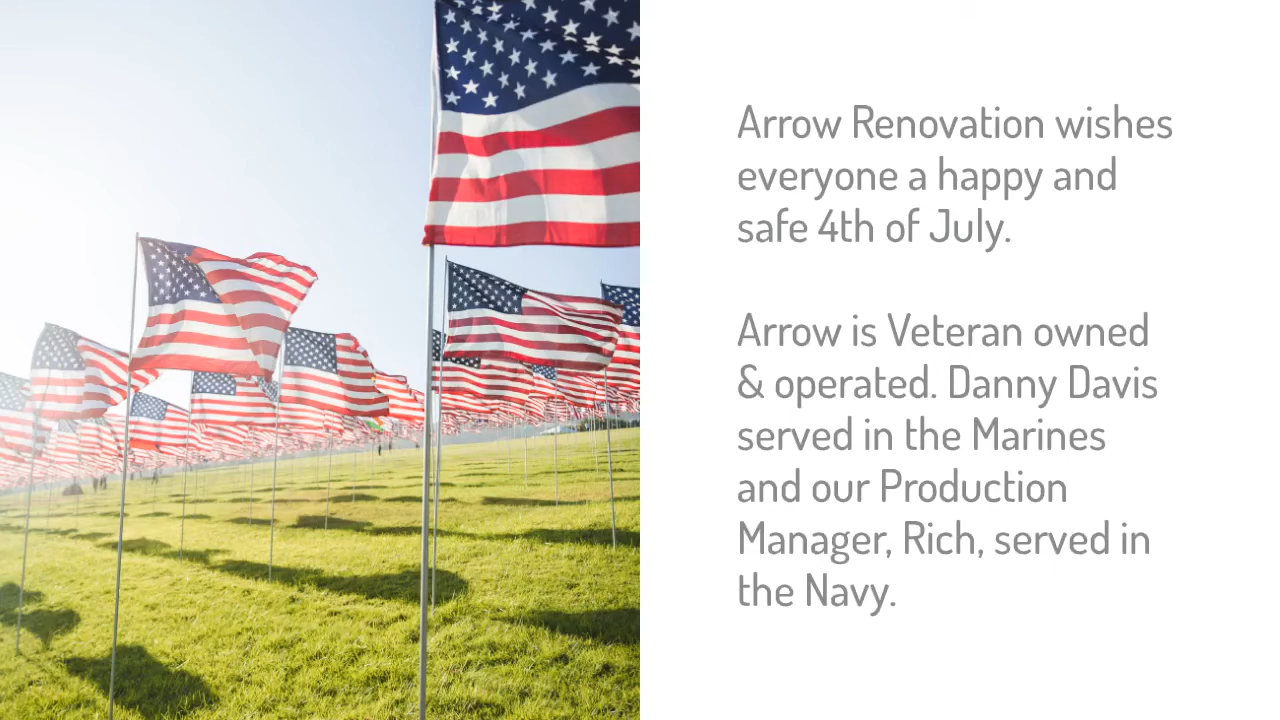 Arrow Renovation wishes
everyone a happy and
safe 4th of July.
Arrow is Veteran owned
& operated. Danny Davis
served in the Marines
and our Production
Manager, Rich, served in
the Navy.